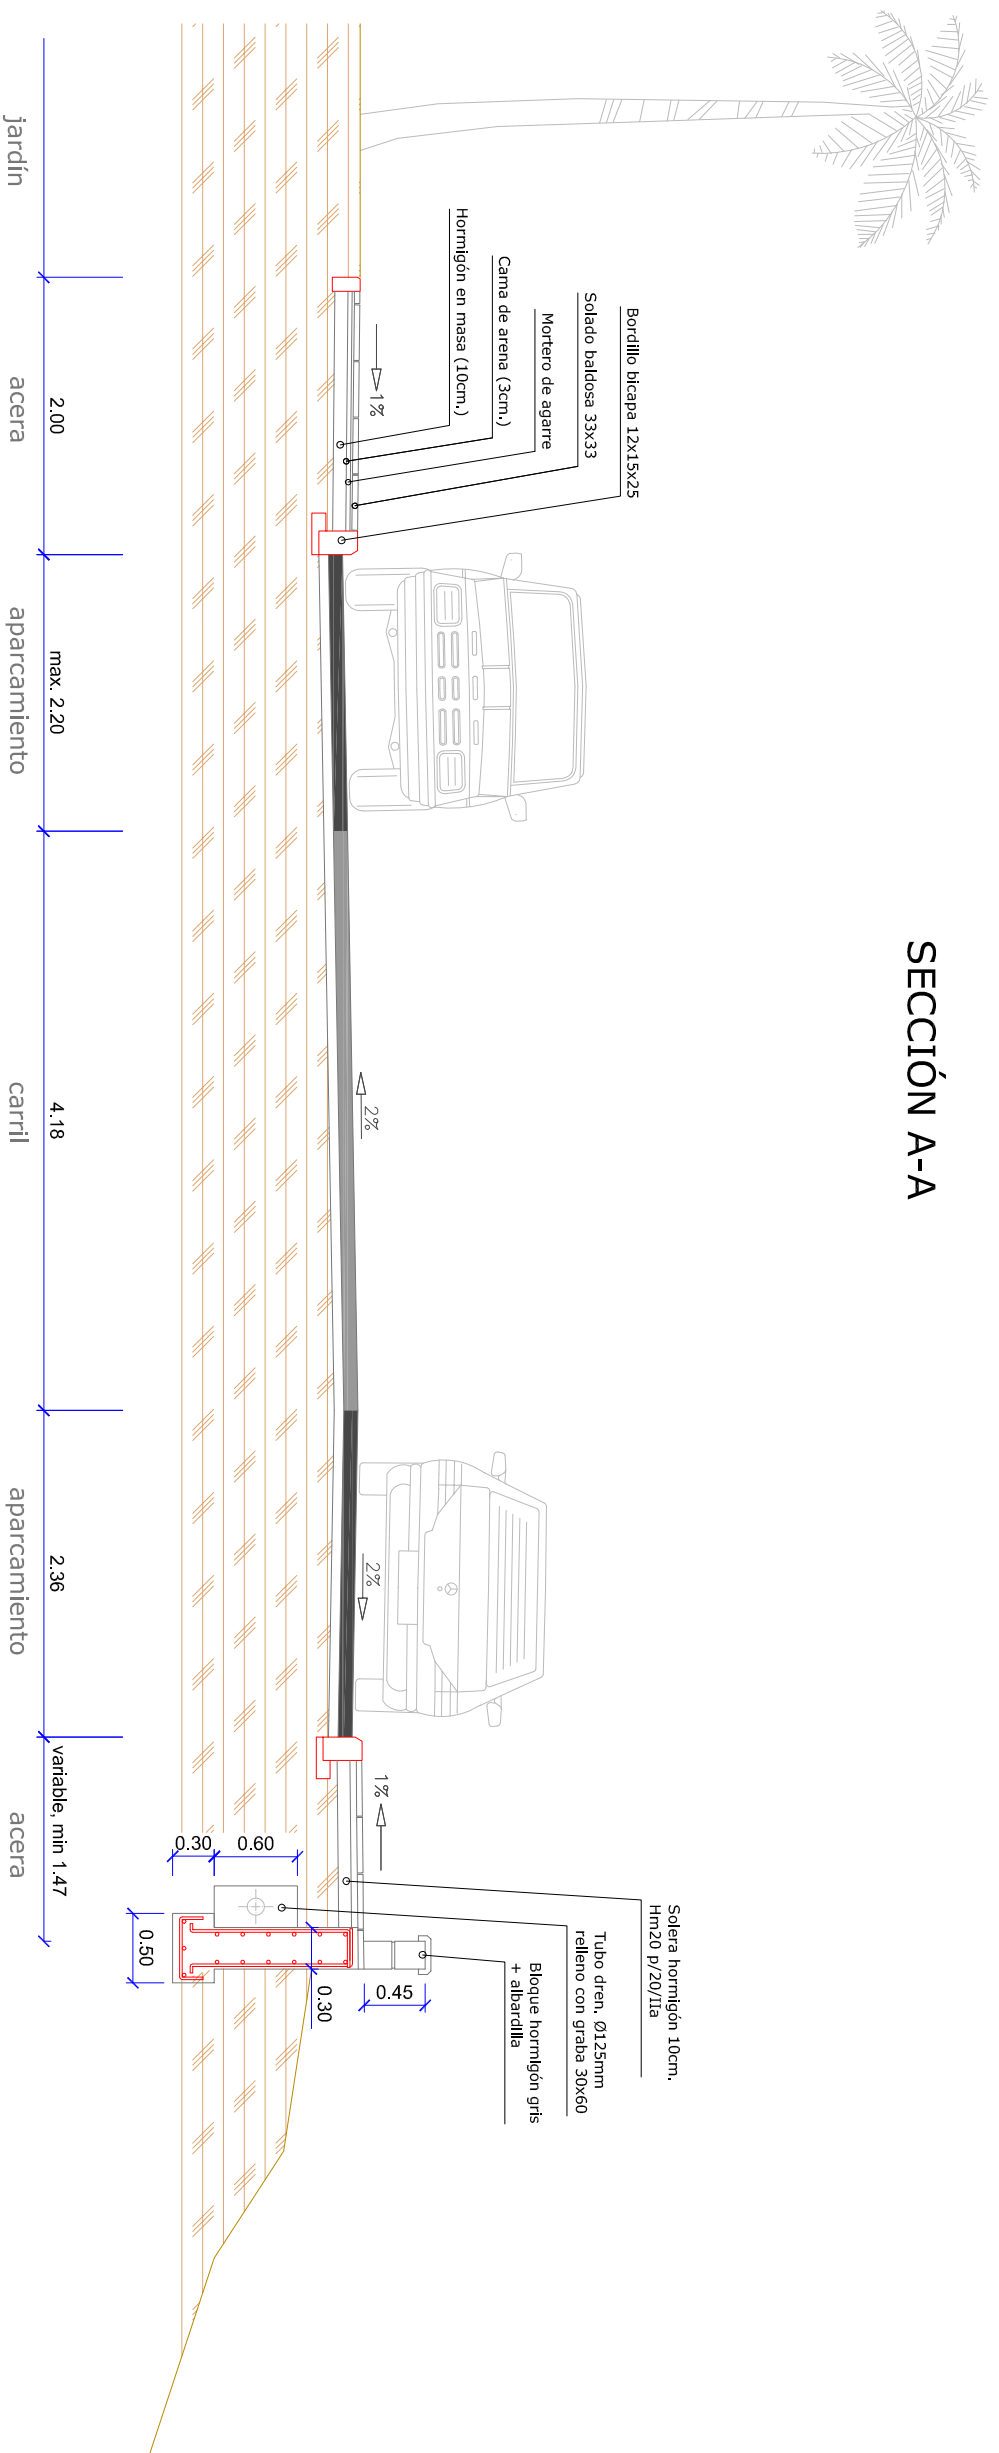 SECCIÓN A-A
Bordillo bicapa 12x15x25
Solado baldosa 33x33
Mortero de agarre
Cama de arena (3cm.)
Hormigón en masa (10cm.)
1%
2%
2%
1%
Solera hormigón 10cm.
Hm20 p/20/IIa
Tubo dren. Ø125mm
relleno con graba 30x60
Bloque hormigón gris
+ albardilla
0.45
0.30
0.60
0.30
0.50
2.00
max. 2.20
4.18
2.36
variable, min 1.47
jardín
acera
aparcamiento
carril
aparcamiento
acera